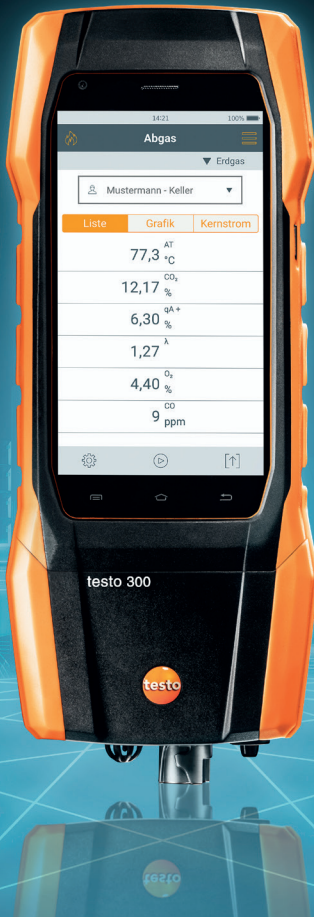 14:21 100%
Abgas
▼ Erdgas
Mustermann - Keller ▼
Liste Grafik Kernstrom
77,3 AT °C
12,17 CO₂ %
6,30 qA + %
1,27 λ
4,40 O₂ %
9 CO ppm
testo 300
testo